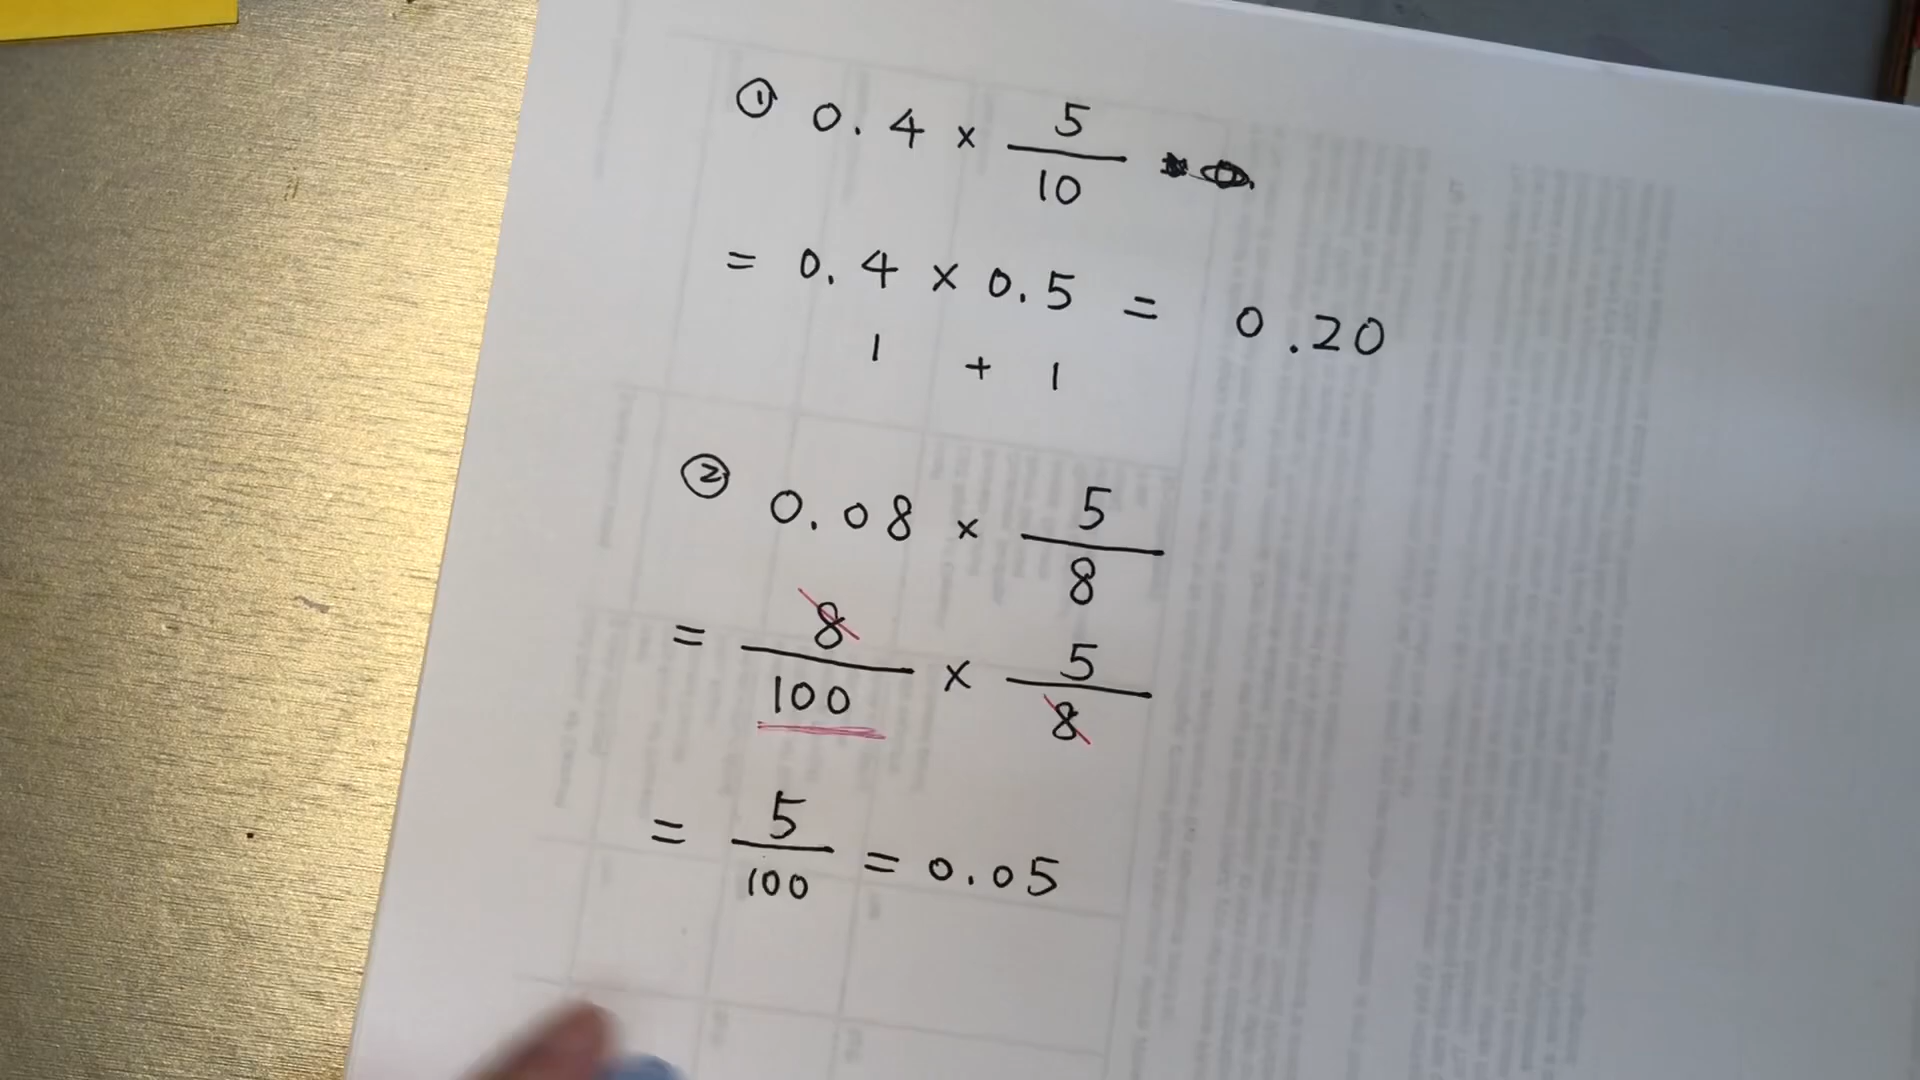 ① 0.4 × 5/10
= 0.4 × 0.5 = 0.20
1 + 1
② 0.08 × 5/8
= 8/100 × 5/8
= 5/100 = 0.05